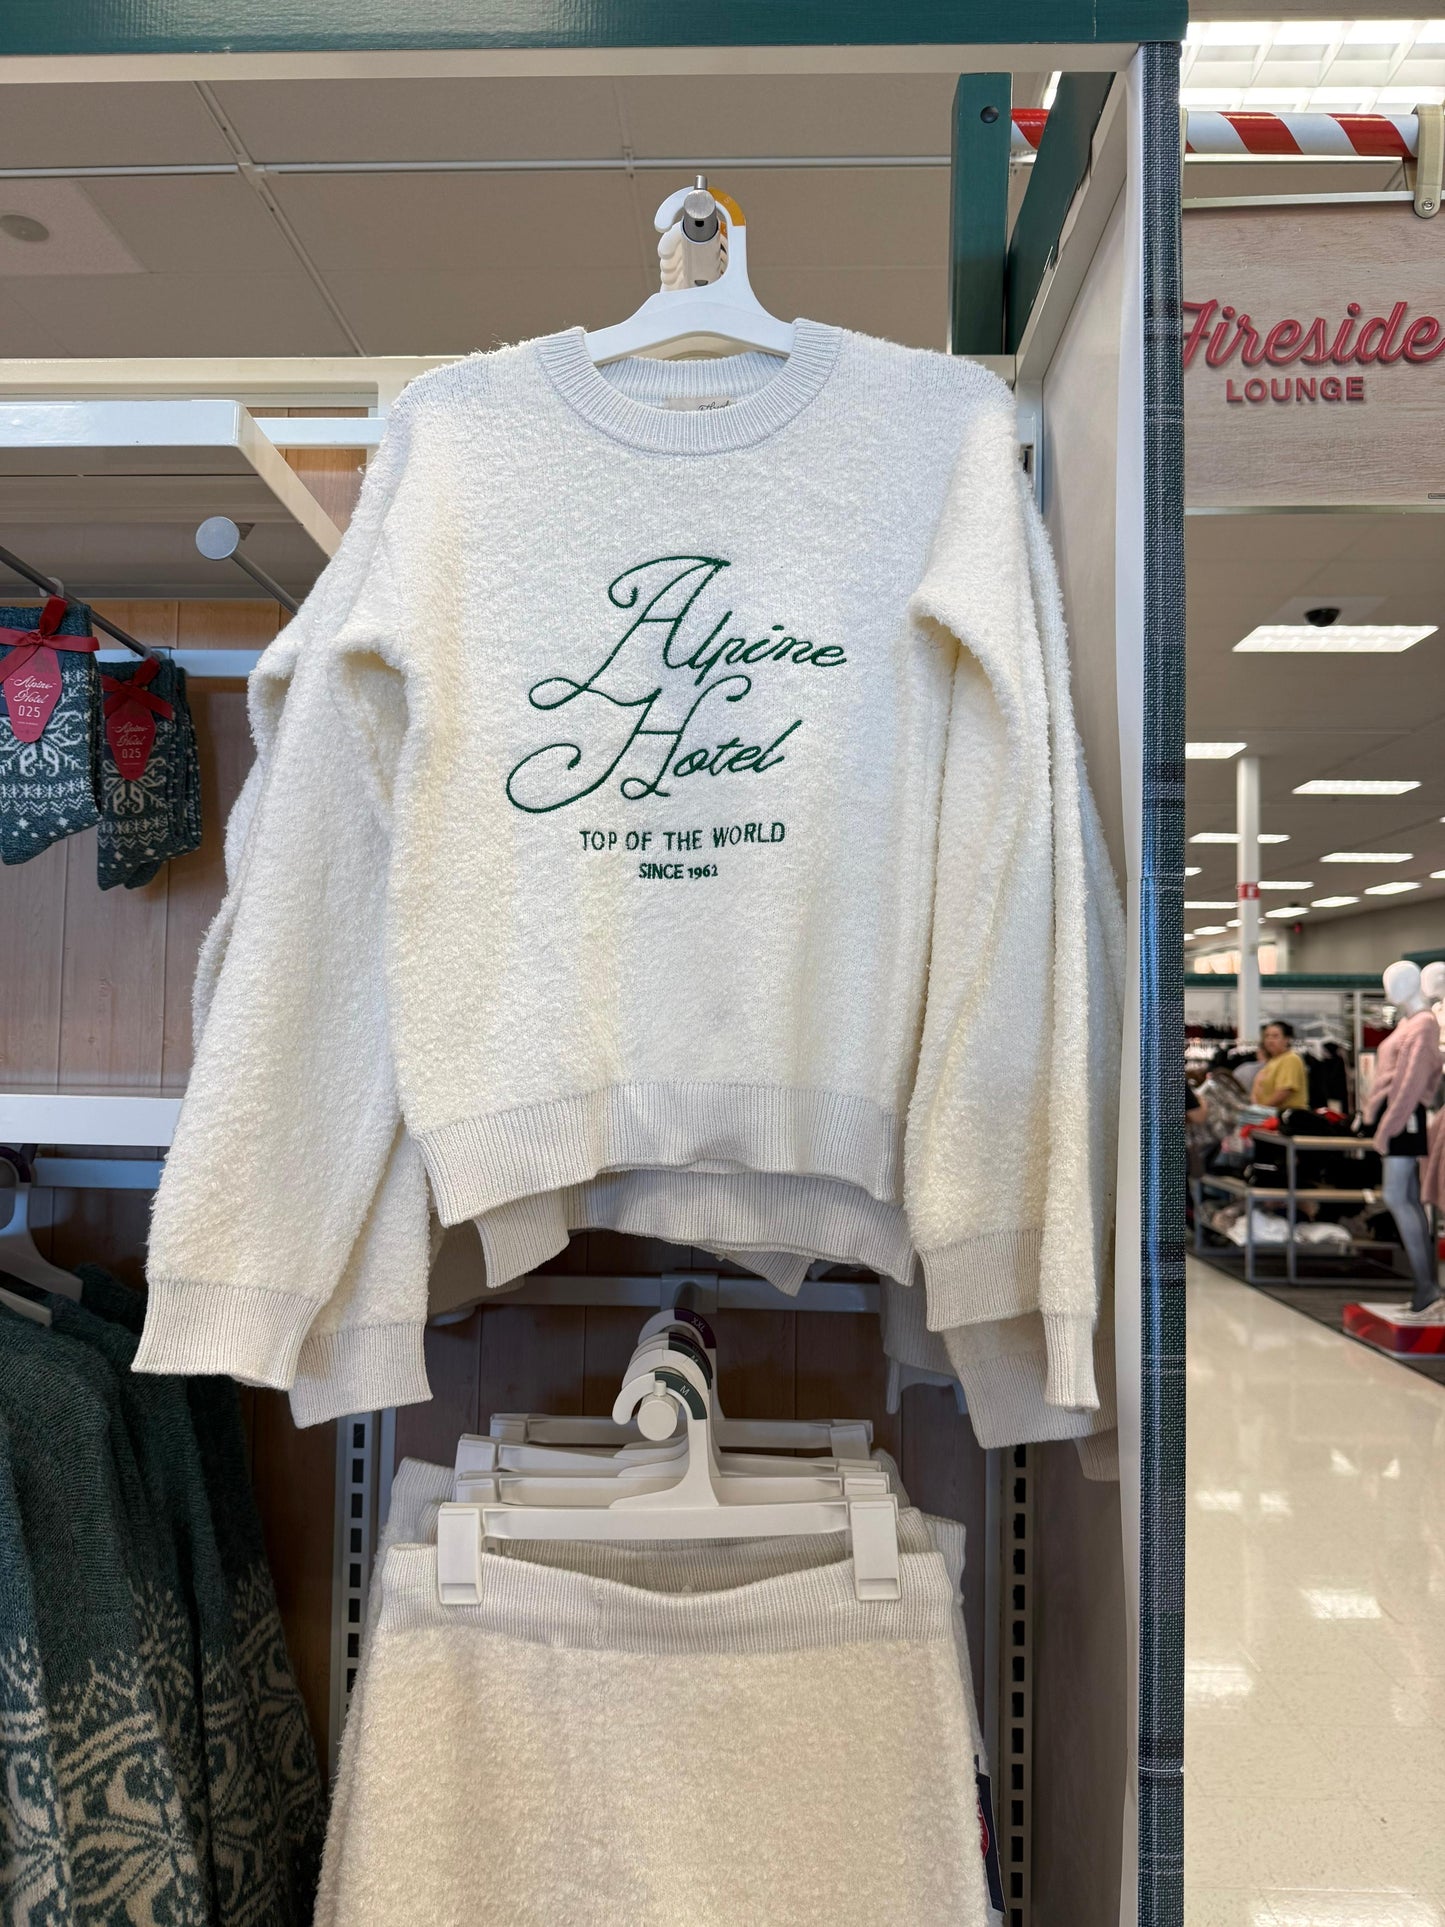 Fireside
LOUNGE
Alpine
Hotel
TOP OF THE WORLD
SINCE 1962
Alpine
Hotel
025
Alpine
Hotel
025
XXL
M